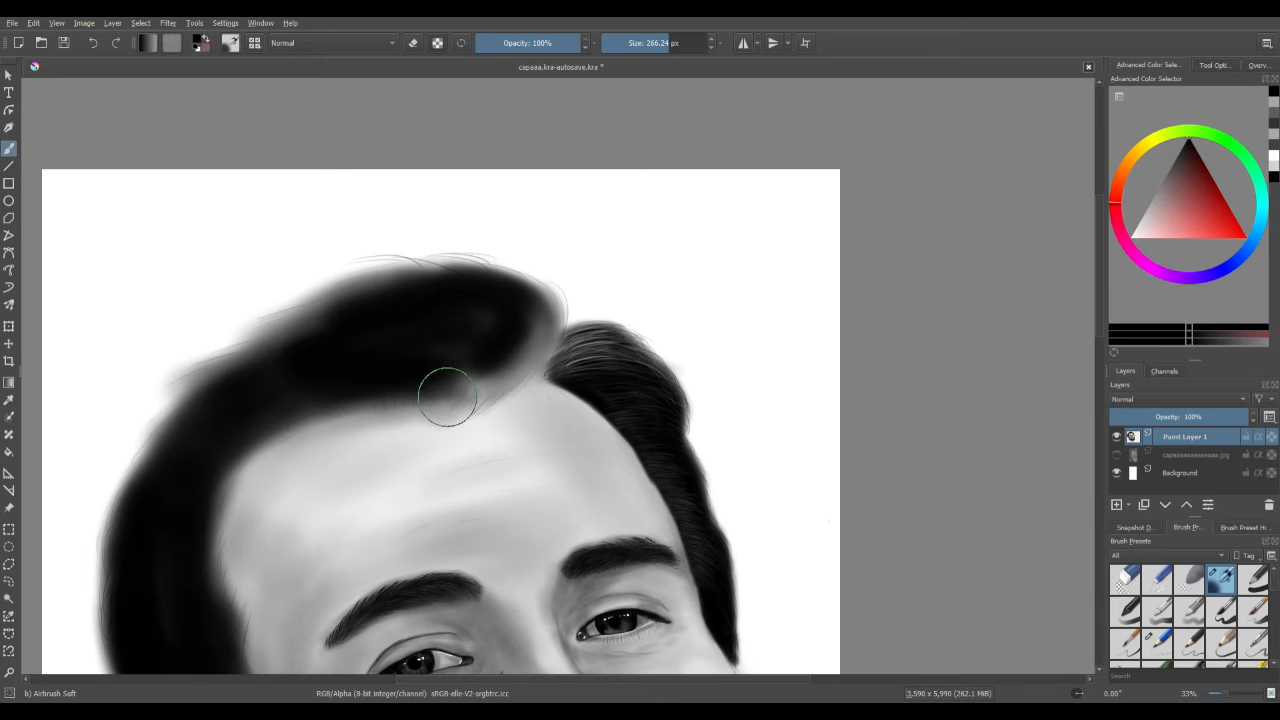 File Edit View Image Layer Select Filter Tools Settings Window Help
Normal Opacity: 100% Size: 266.24 px
capaaa.kra-autosave.kra *
Advanced Color Sele... Tool Opti... Overv...
Advanced Color Selector
Layers Channels
Layers
Normal
Opacity: 100%
Paint Layer 1
Background
Snapshot D... Brush Pr... Brush Preset Hi...
Brush Presets
All Tag
Search
b) Airbrush Soft RGB/Alpha (8-bit integer/channel) sRGB-elle-V2-srgbtrc.icc 3,590 x 5,990 (262.1 MiB) 0.00° 33%